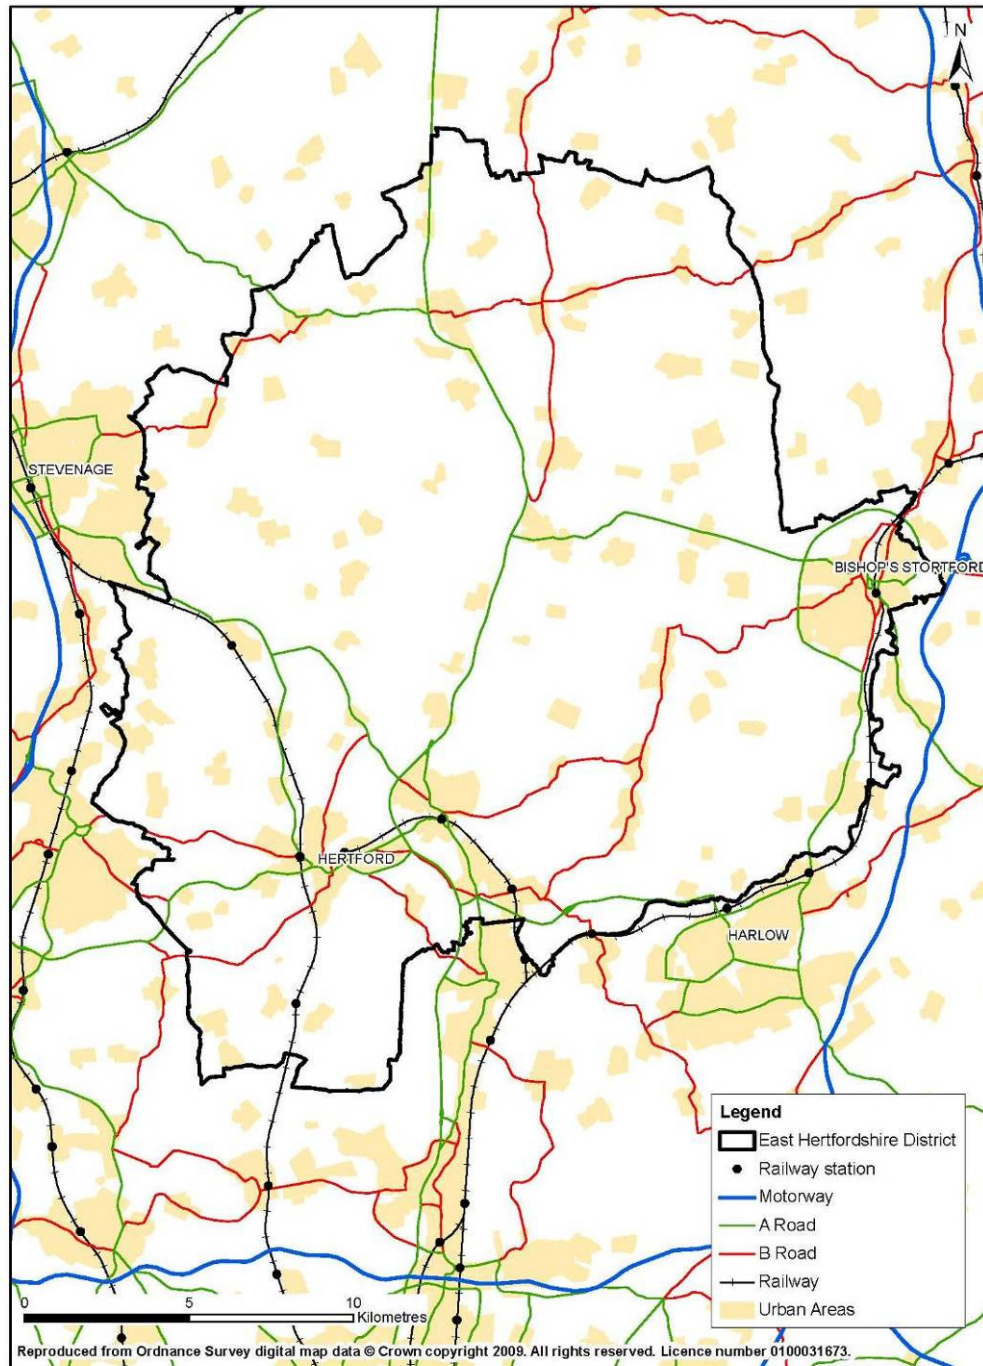 N
STEVENAGE
BISHOP'S STORTFORD
HERTFORD
HARLOW
Legend
East Hertfordshire District
Railway station
Motorway
A Road
B Road
Railway
Urban Areas
0 5 10
Kilometres
Reproduced from Ordnance Survey digital map data © Crown copyright 2009. All rights reserved. Licence number 0100031673.